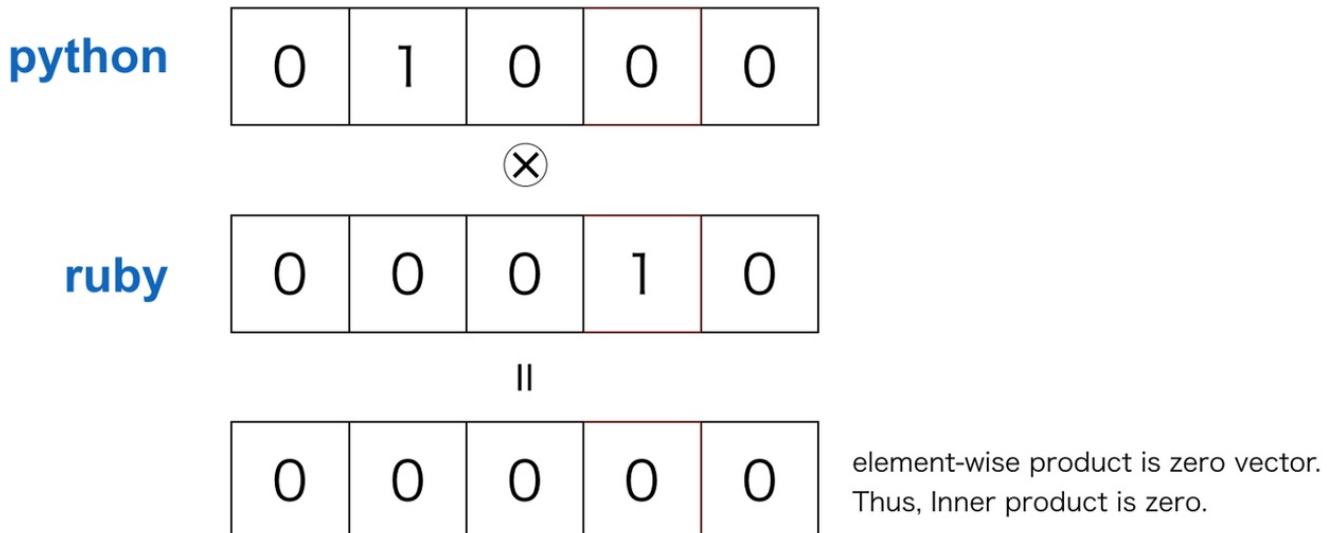 python 0 1 0 0 0
⊗
ruby 0 0 0 1 0
=
0 0 0 0 0
element-wise product is zero vector.
Thus, Inner product is zero.